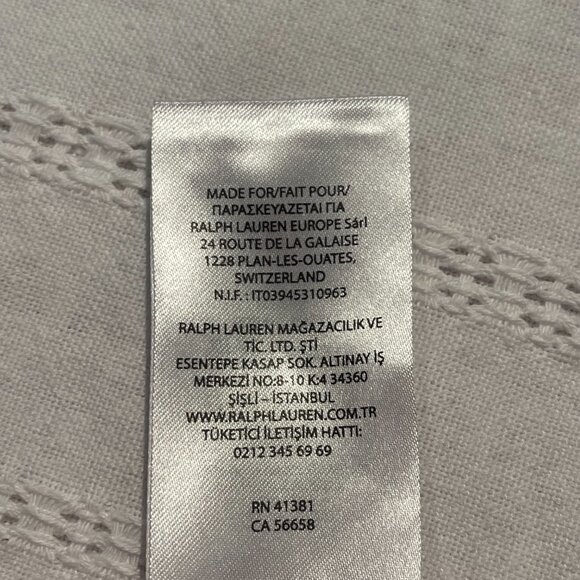 MADE FOR/FAIT POUR/
ΠΑΡΑΣΚΕΥΑΖΕΤΑΙ ΓΙΑ
RALPH LAUREN EUROPE Sárl
24 ROUTE DE LA GALAISE
1228 PLAN-LES-OUATES,
SWITZERLAND
N.I.F. : IT03945310963
RALPH LAUREN MAĞAZACILIK VE
TİC. LTD. ŞTİ
ESENTEPE KASAP SOK. ALTINAY İŞ
MERKEZİ NO:8-10 K:4 34360
ŞİŞLİ – İSTANBUL
WWW.RALPHLAUREN.COM.TR
TÜKETİCİ İLETİŞİM HATTI:
0212 345 69 69
RN 41381
CA 56658